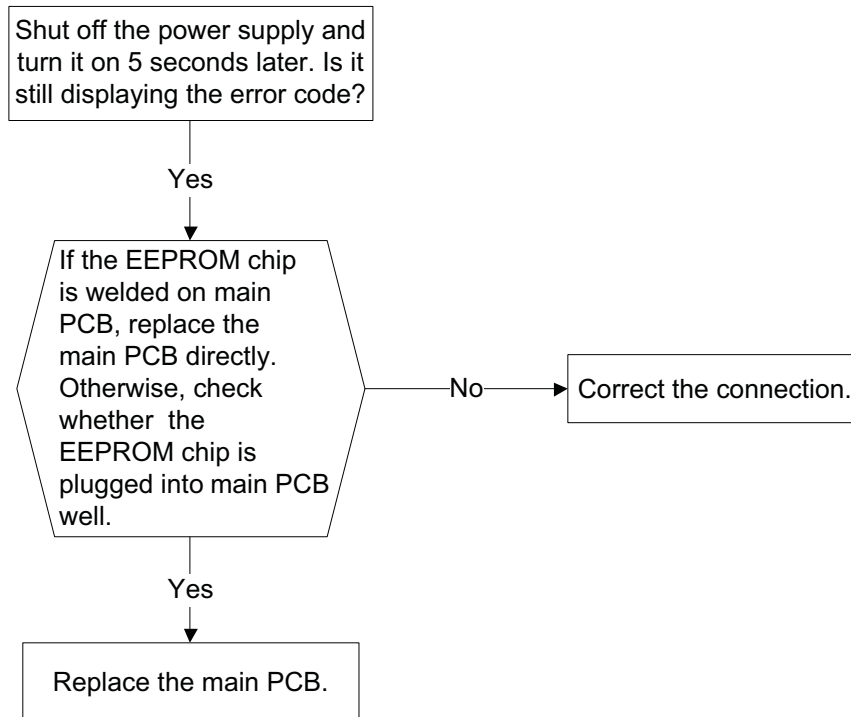 Shut off the power supply and
turn it on 5 seconds later. Is it
still displaying the error code?
Yes
If the EEPROM chip
is welded on main
PCB, replace the
main PCB directly.
Otherwise, check
whether the
EEPROM chip is
plugged into main PCB
well.
No
Correct the connection.
Yes
Replace the main PCB.